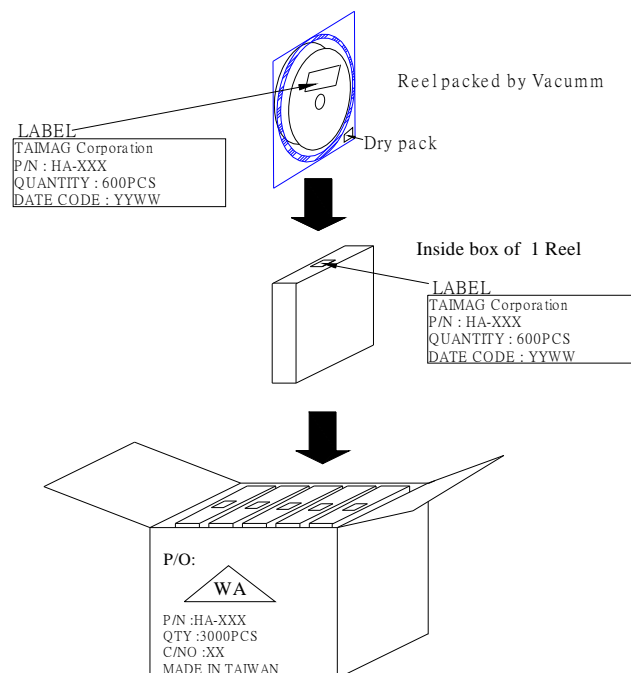 Reel packed by Vacumm
Dry pack
LABEL
TAIMAG Corporation
P/N : HA-XXX
QUANTITY : 600PCS
DATE CODE : YYWW
Inside box of 1 Reel
LABEL
TAIMAG Corporation
P/N : HA-XXX
QUANTITY : 600PCS
DATE CODE : YYWW
P/O:
WA
P/N :HA-XXX
QTY :3000PCS
C/NO :XX
MADE IN TAIWAN